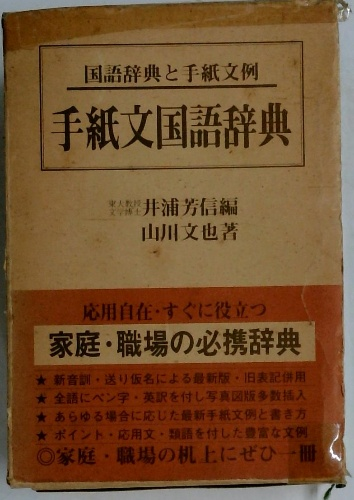 国語辞典と手紙文例
手紙文国語辞典
東大教授
文学博士 井浦芳信編
山川文也著
応用自在・すぐに役立つ
家庭・職場の必携辞典
★ 新音訓・送り仮名による最新版・旧表記併用
★ 全語にペン字・英訳を付し写真図版多数挿入
★ あらゆる場合に応じた最新手紙文例と書き方
★ ポイント・応用文・類語を付した豊富な文例
◎家庭・職場の机上にぜひ一冊